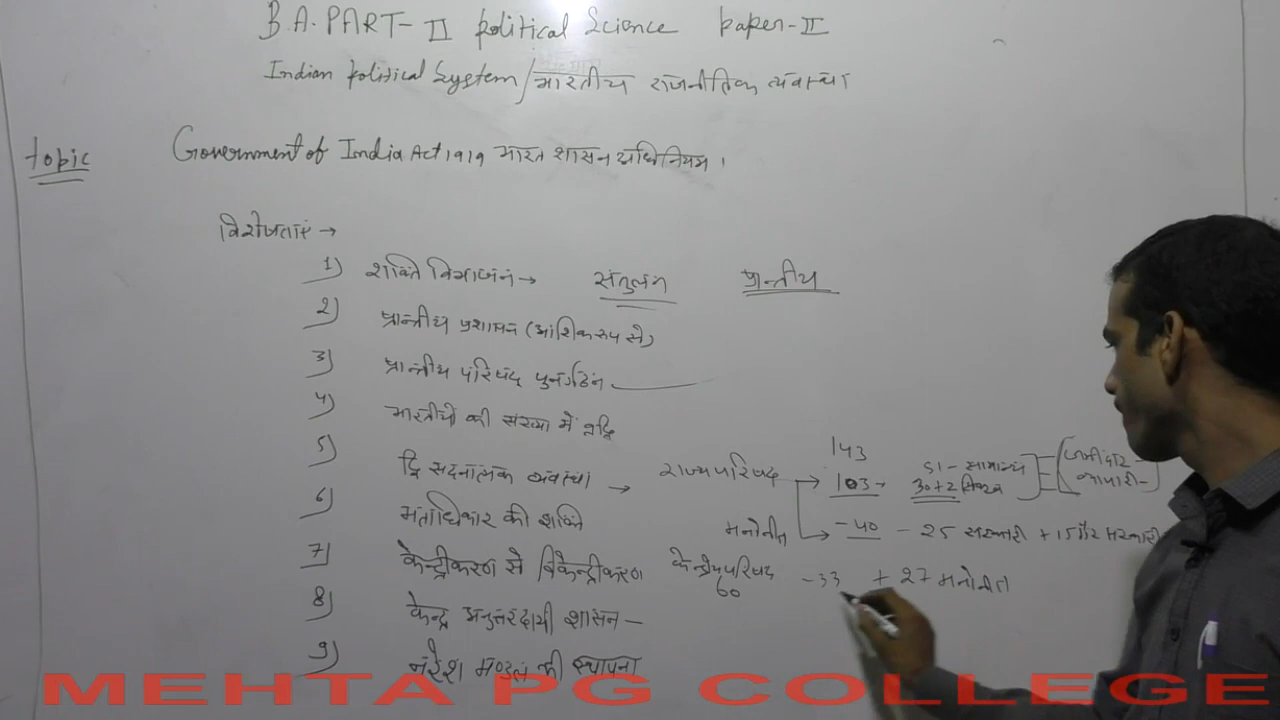 B.A. PART-II Political Science Paper-II
Indian Political System/भारतीय राजनीतिक व्यवस्था
Topic Government of India Act 1919 भारत शासन अधिनियम।
विशेषताएं →
1) शक्ति विभाजन → संतुलन प्रान्तीय
2) प्रान्तीय प्रशासन (आंशिक रुप से)
3) प्रान्तीय परिषद पुनर्गठन
4) भारतीयों की संख्या में वृद्धि
143
5) द्वि सदनात्मक व्यवस्था → राज्य परिषद → 103 - 51 - सामान्य 30+2 सिक्ख जमींदार - व्यापारी -
6) मताधिकार की शक्ति मनोनीत → - 40 - 25 सरकारी + 15 गैर सरकारी
7) केन्द्रीकरण से विकेन्द्रीकरण केन्द्रीय परिषद 60 - 33 + 27 मनोनीत
8) केन्द्र अनुत्तरदायी शासन -
9) नरेश मण्डल की स्थापना
MEHTA PG COLLEGE